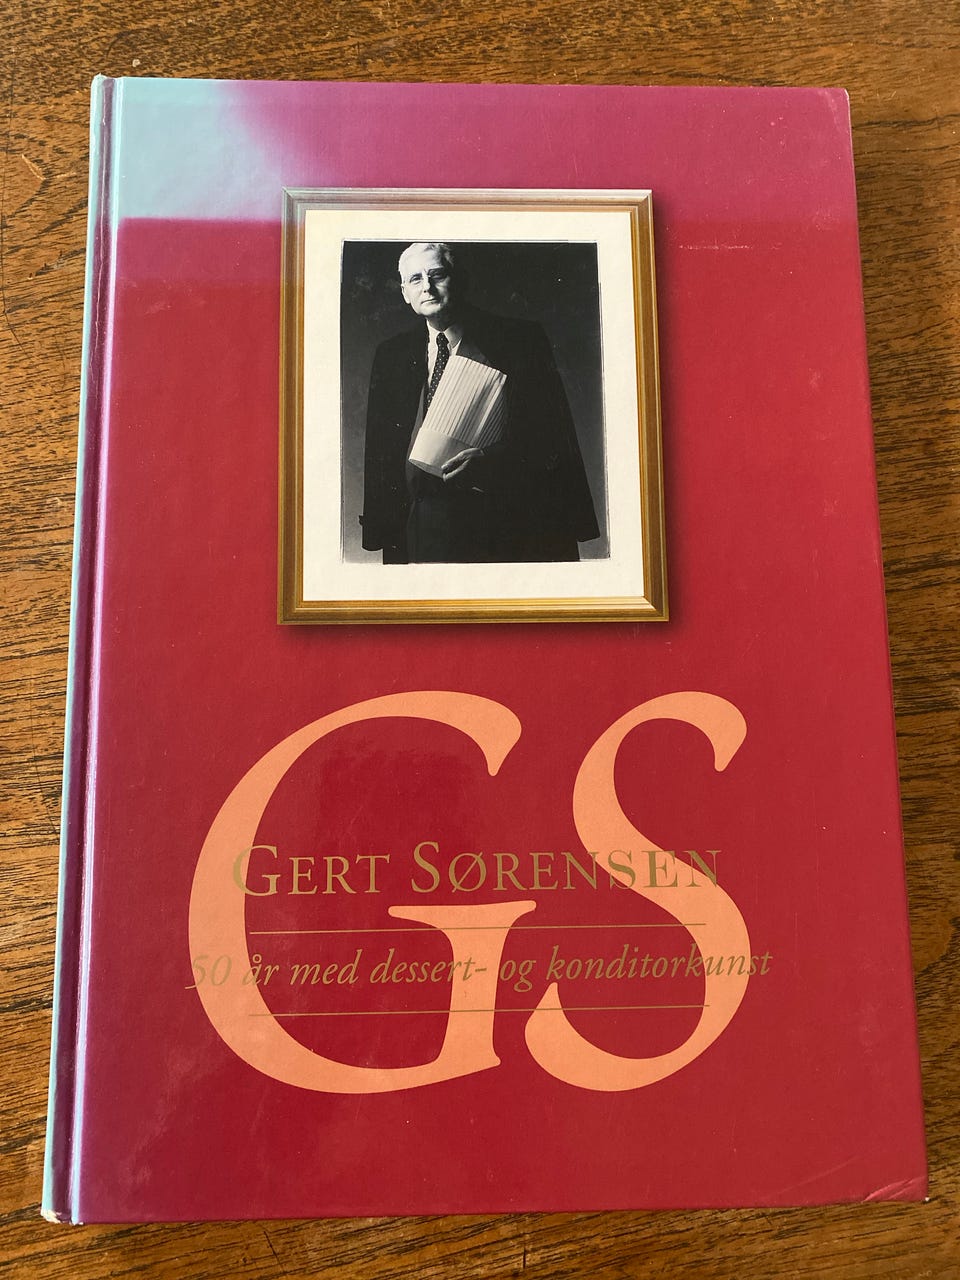 GS
GERT SØRENSEN
50 år med dessert- og konditorkunst